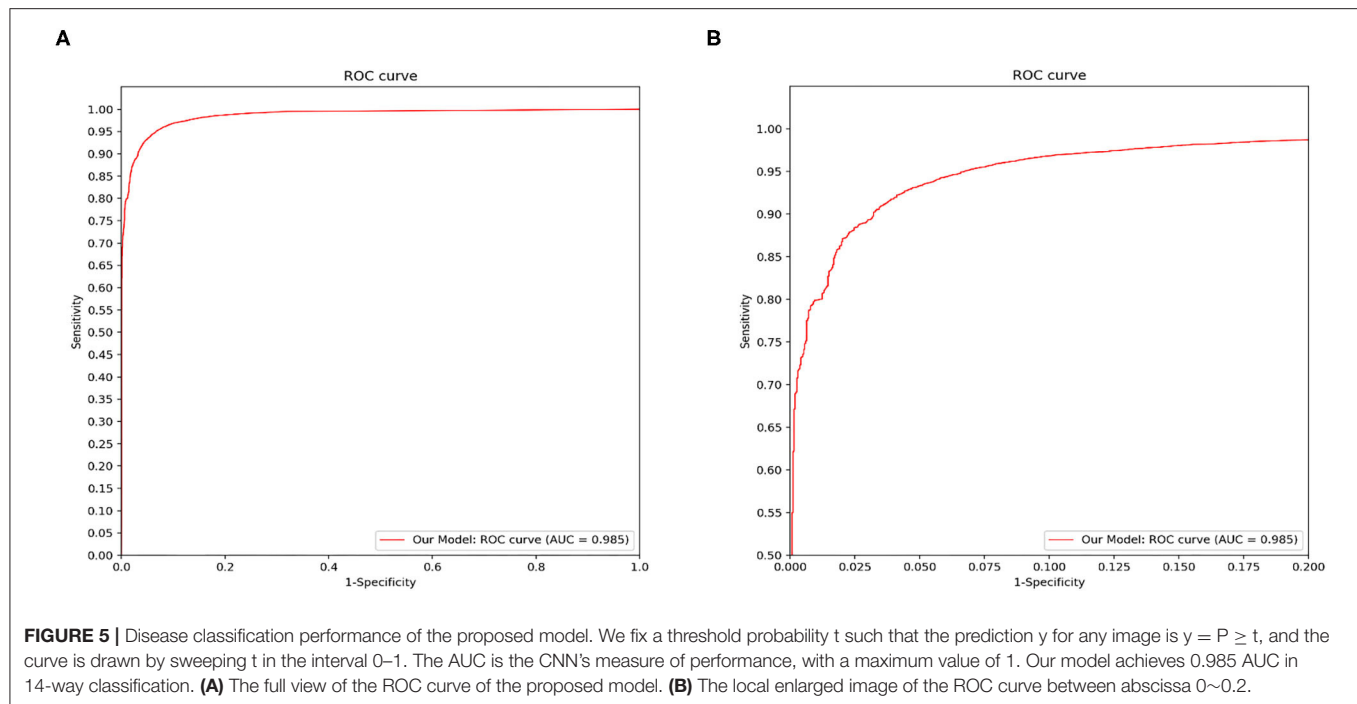 A
ROC curve
1.00
0.95
0.90
0.85
0.80
0.75
0.70
0.65
0.60
0.55
0.50
0.45
0.40
0.35
0.30
0.25
0.20
0.15
0.10
0.05
0.00
Sensitivity
Our Model: ROC curve (AUC = 0.985)
0.0 0.2 0.4 0.6 0.8 1.0
1-Specificity
B
ROC curve
1.00
0.95
0.90
0.85
0.80
0.75
0.70
0.65
0.60
0.55
0.50
Sensitivity
Our Model: ROC curve (AUC = 0.985)
0.000 0.025 0.050 0.075 0.100 0.125 0.150 0.175 0.200
1-Specificity
FIGURE 5 | Disease classification performance of the proposed model. We fix a threshold probability t such that the prediction y for any image is y = P ≥ t, and the
curve is drawn by sweeping t in the interval 0–1. The AUC is the CNN's measure of performance, with a maximum value of 1. Our model achieves 0.985 AUC in
14-way classification. (A) The full view of the ROC curve of the proposed model. (B) The local enlarged image of the ROC curve between abscissa 0~0.2.